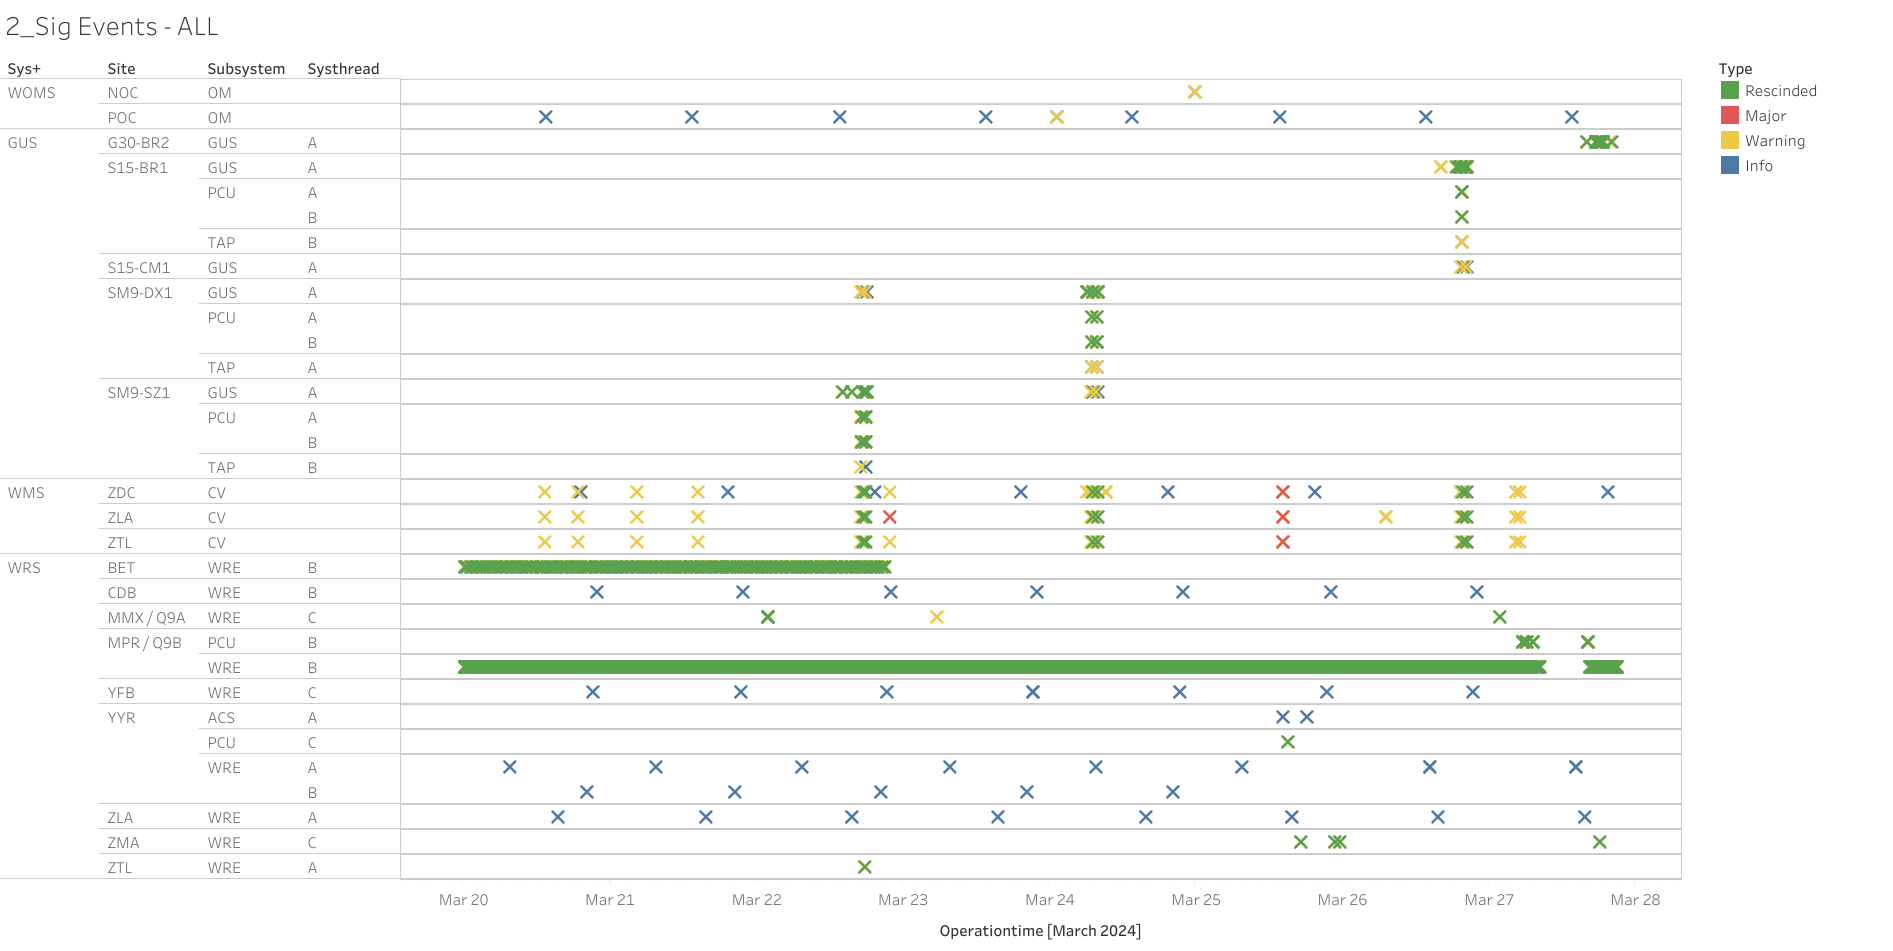 2_Sig Events - ALL
Sys+ Site Subsystem Systhread
Type
WOMS NOC OM
Rescinded
POC OM
Major
GUS G30-BR2 GUS A
Warning
S15-BR1 GUS A
Info
PCU A
B
TAP B
S15-CM1 GUS A
SM9-DX1 GUS A
PCU A
B
TAP A
SM9-SZ1 GUS A
PCU A
B
TAP B
WMS ZDC CV
ZLA CV
ZTL CV
WRS BET WRE B
CDB WRE B
MMX / Q9A WRE C
MPR / Q9B PCU B
WRE B
YFB WRE C
YYR ACS A
PCU C
WRE A
B
ZLA WRE A
ZMA WRE C
ZTL WRE A
Mar 20 Mar 21 Mar 22 Mar 23 Mar 24 Mar 25 Mar 26 Mar 27 Mar 28
Operationtime [March 2024]